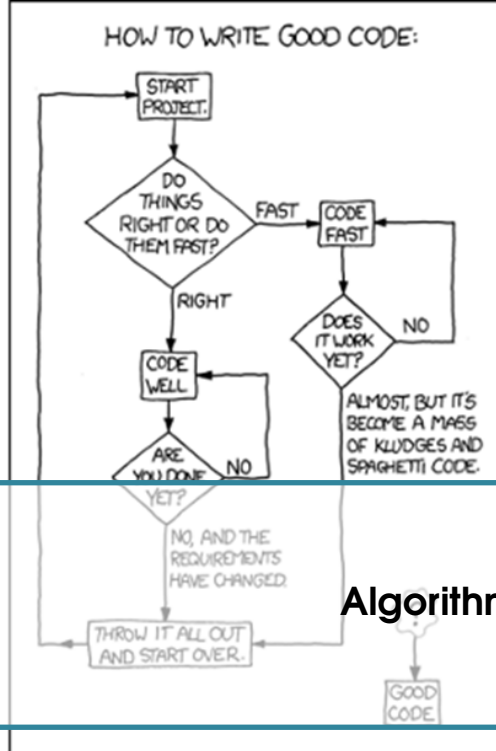 HOW TO WRITE GOOD CODE:
START
PROJECT.
DO
THINGS
RIGHT OR DO
THEM FAST?
FAST
CODE
FAST
RIGHT
DOES
IT WORK
YET?
NO
CODE
WELL
ALMOST, BUT IT'S
BECOME A MASS
OF KLUDGES AND
SPAGHETTI CODE.
ARE
YOU DONE
YET?
NO
NO, AND THE
REQUIREMENTS
HAVE CHANGED.
Algorithm
?
THROW IT ALL OUT
AND START OVER.
GOOD
CODE